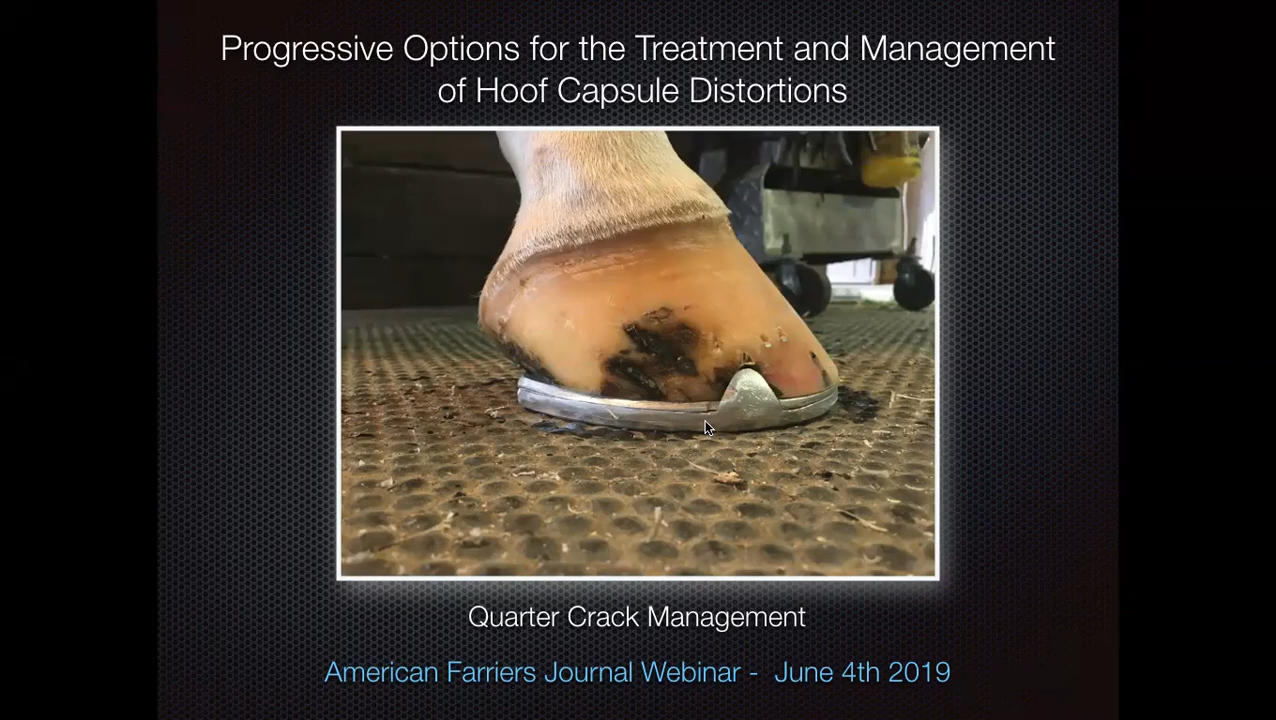 Progressive Options for the Treatment and Management
of Hoof Capsule Distortions
Quarter Crack Management
American Farriers Journal Webinar - June 4th 2019